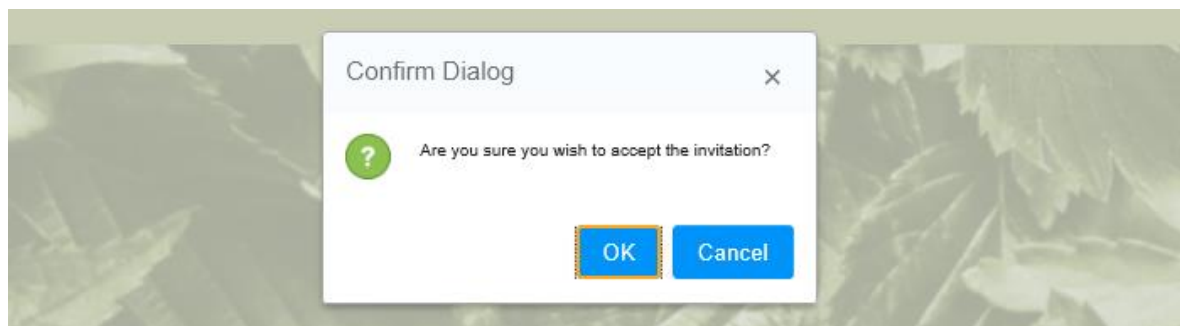 Confirm Dialog ×
? Are you sure you wish to accept the invitation?
OK Cancel